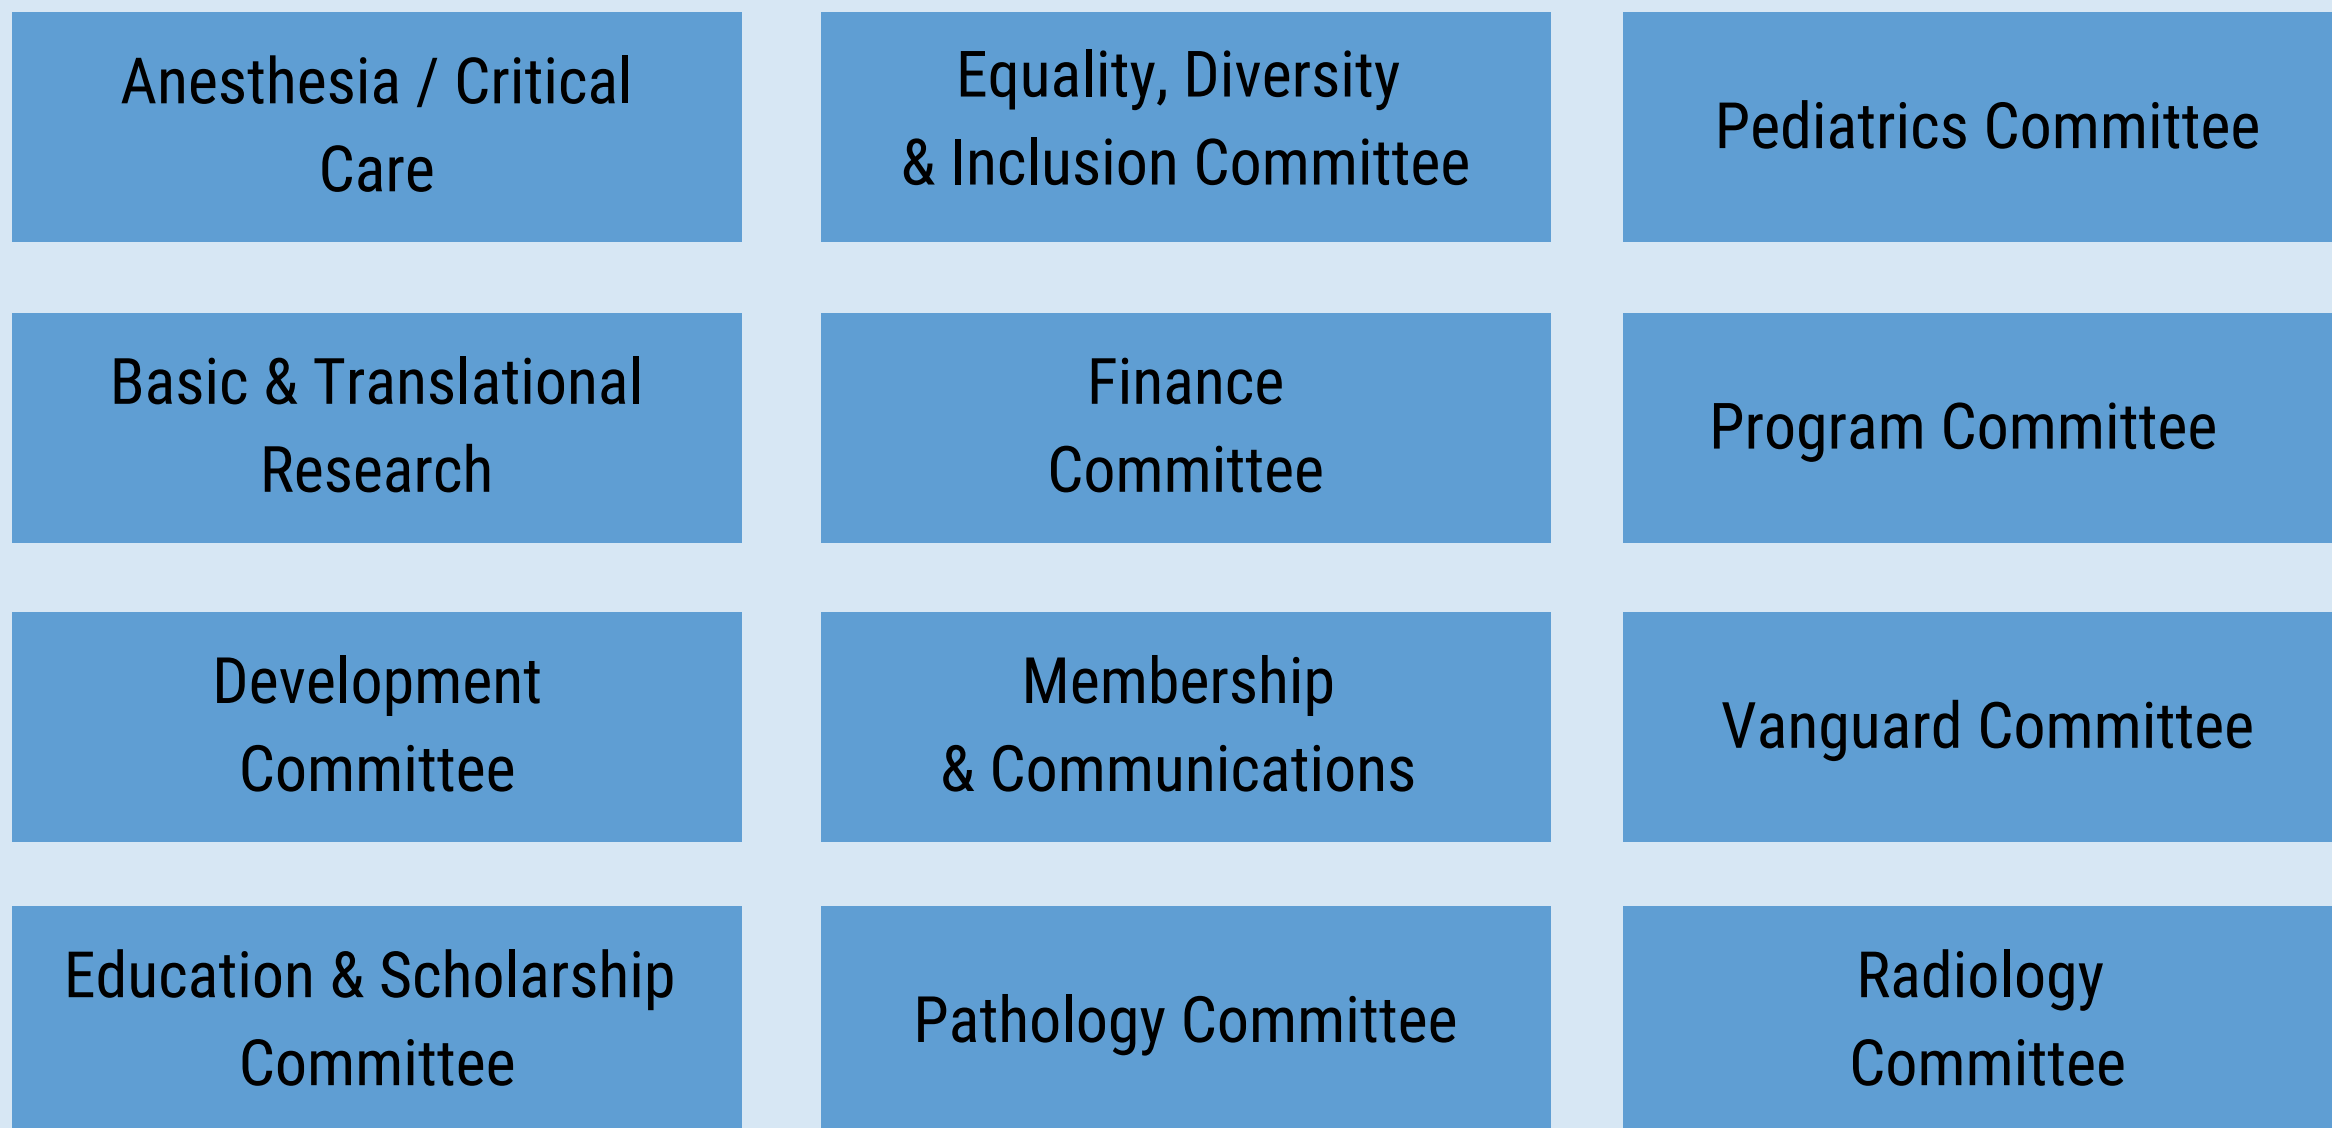 Anesthesia / Critical
Care
Equality, Diversity
& Inclusion Committee
Pediatrics Committee
Basic & Translational
Research
Finance
Committee
Program Committee
Development
Committee
Membership
& Communications
Vanguard Committee
Education & Scholarship
Committee
Pathology Committee
Radiology
Committee